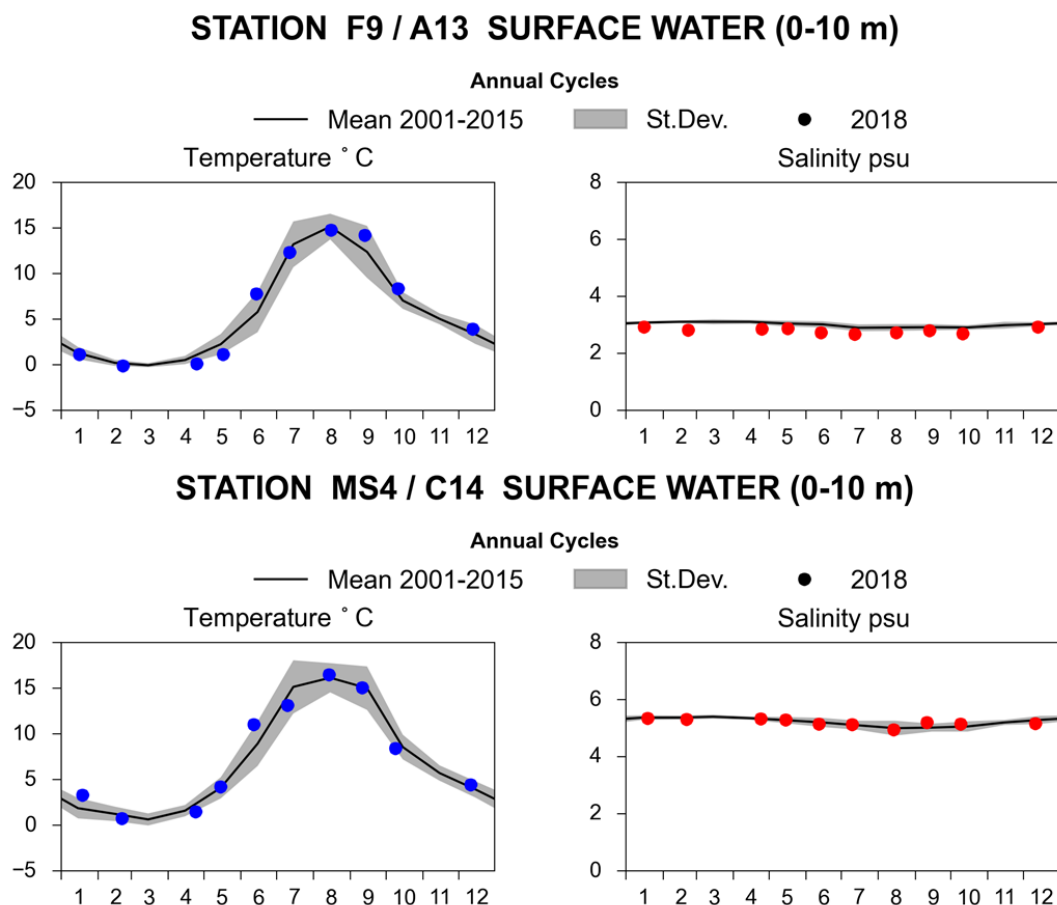 STATION F9 / A13 SURFACE WATER (0-10 m)
Annual Cycles
Mean 2001-2015 St.Dev. 2018
Temperature ° C
20
15
10
5
0
−5
1 2 3 4 5 6 7 8 9 10 12
Salinity psu
8
6
4
2
0
1 2 3 4 5 6 7 8 9 10 12
STATION MS4 / C14 SURFACE WATER (0-10 m)
Annual Cycles
Mean 2001-2015 St.Dev. 2018
Temperature ° C
20
15
10
5
0
−5
1 2 3 4 5 6 7 8 9 10 12
Salinity psu
8
6
4
2
0
1 2 3 4 5 6 7 8 9 10 12